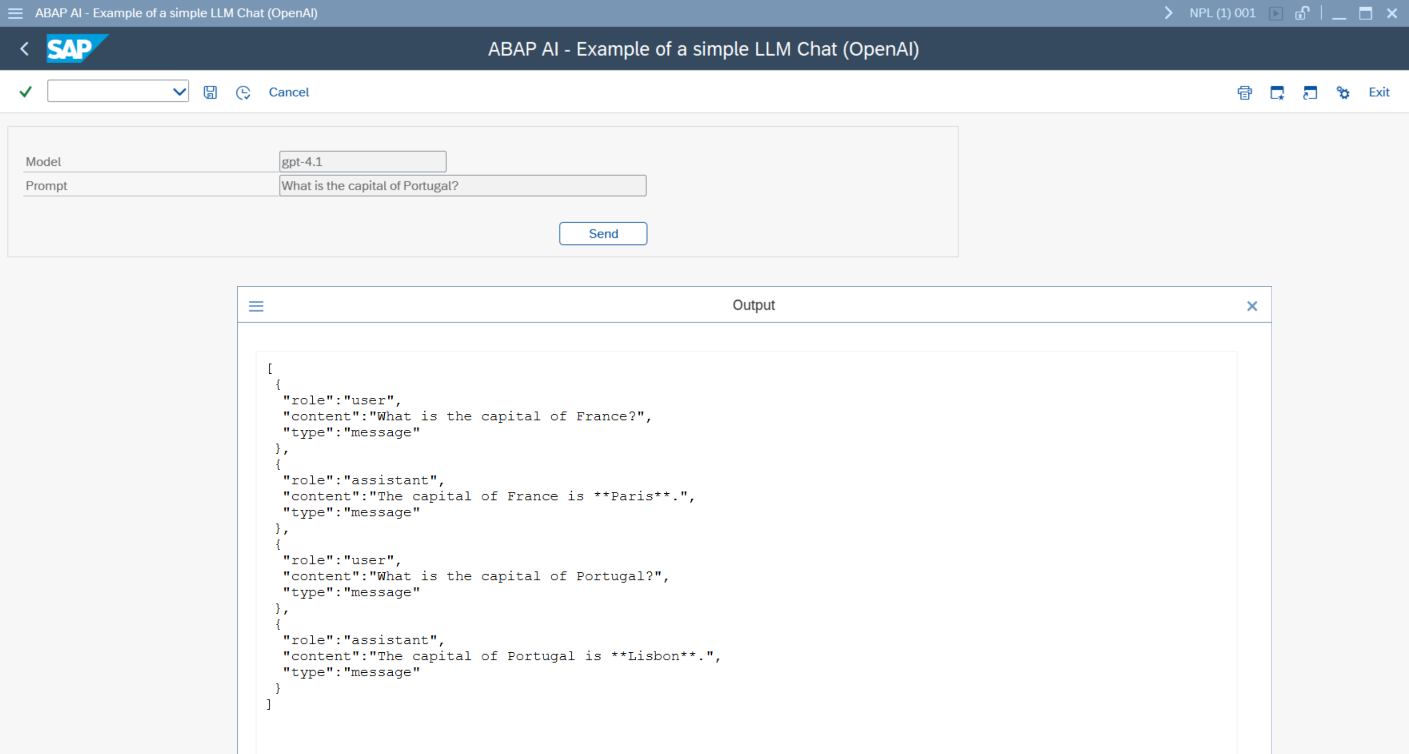 ABAP AI - Example of a simple LLM Chat (OpenAI)
NPL (1) 001
SAP
ABAP AI - Example of a simple LLM Chat (OpenAI)
Cancel
Exit
Model
gpt-4.1
Prompt
What is the capital of Portugal?
Send
Output
[
{
"role":"user",
"content":"What is the capital of France?",
"type":"message"
},
{
"role":"assistant",
"content":"The capital of France is **Paris**.",
"type":"message"
},
{
"role":"user",
"content":"What is the capital of Portugal?",
"type":"message"
},
{
"role":"assistant",
"content":"The capital of Portugal is **Lisbon**.",
"type":"message"
}
]